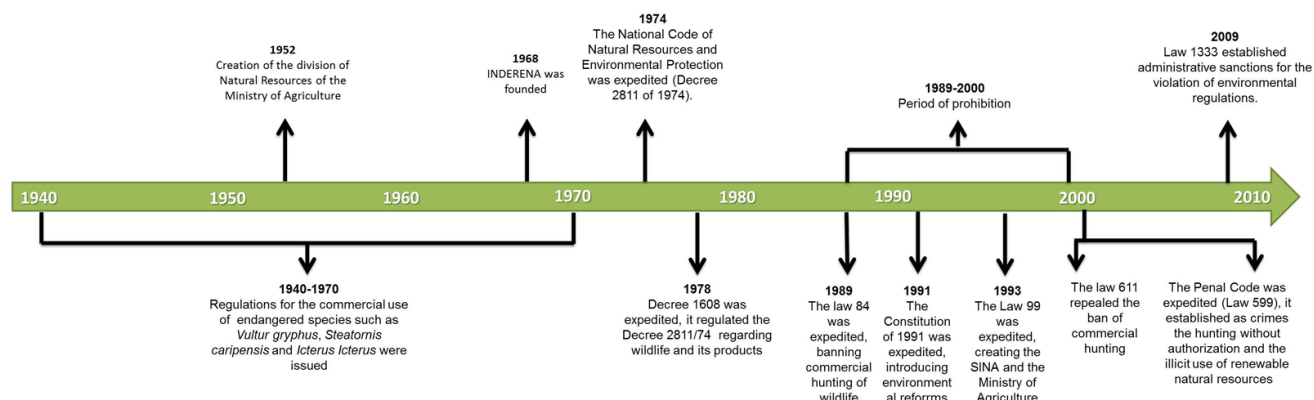 1952
Creation of the division of
Natural Resources of the
Ministry of Agriculture
1968
INDERENA was
founded
1974
The National Code of
Natural Resources and
Environmental Protection
was expedited (Decree
2811 of 1974).
1989-2000
Period of prohibition
2009
Law 1333 established
administrative sanctions for the
violation of environmental
regulations.
1940
1950
1960
1970
1980
1990
2000
2010
1940-1970
Regulations for the commercial use
of endangered species such as
Vultur gryphus, Steatornis
caripensis and Icterus Icterus were
issued
1978
Decree 1608 was
expedited, it regulated the
Decree 2811/74 regarding
wildlife and its products
1989
The law 84
was
expedited,
banning
commercial
hunting of
wildlife
1991
The
Constitution
of 1991 was
expedited,
introducing
environment
al reforrms
1993
The Law 99
was
expedited,
creating the
SINA and the
Ministry of
Agriculture
The law 611
repealed the
ban of
commercial
hunting
The Penal Code was
expedited (Law 599), it
established as crimes
the hunting without
authorization and the
illicit use of renewable
natural resources